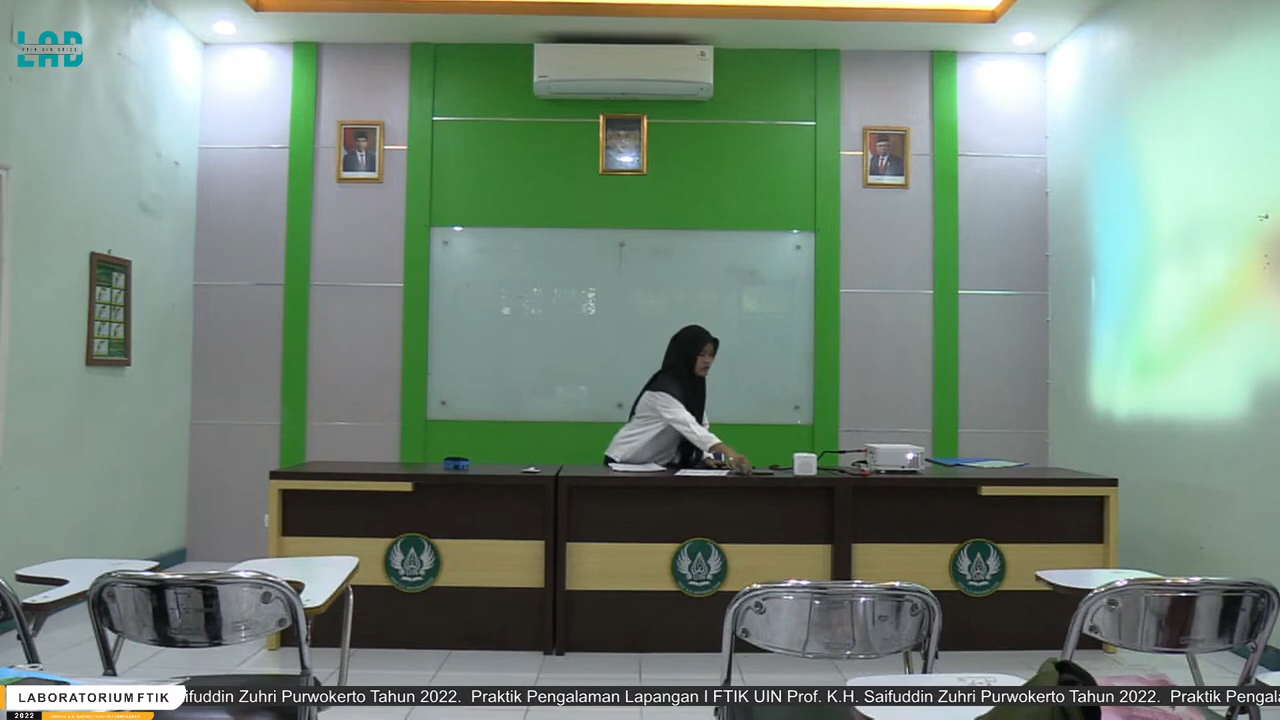 LAB
LABORATORIUM FTIK
ifuddin Zuhri Purwokerto Tahun 2022. Praktik Pengalaman Lapangan I FTIK UIN Prof. K.H. Saifuddin Zuhri Purwokerto Tahun 2022. Praktik Pengal
2022